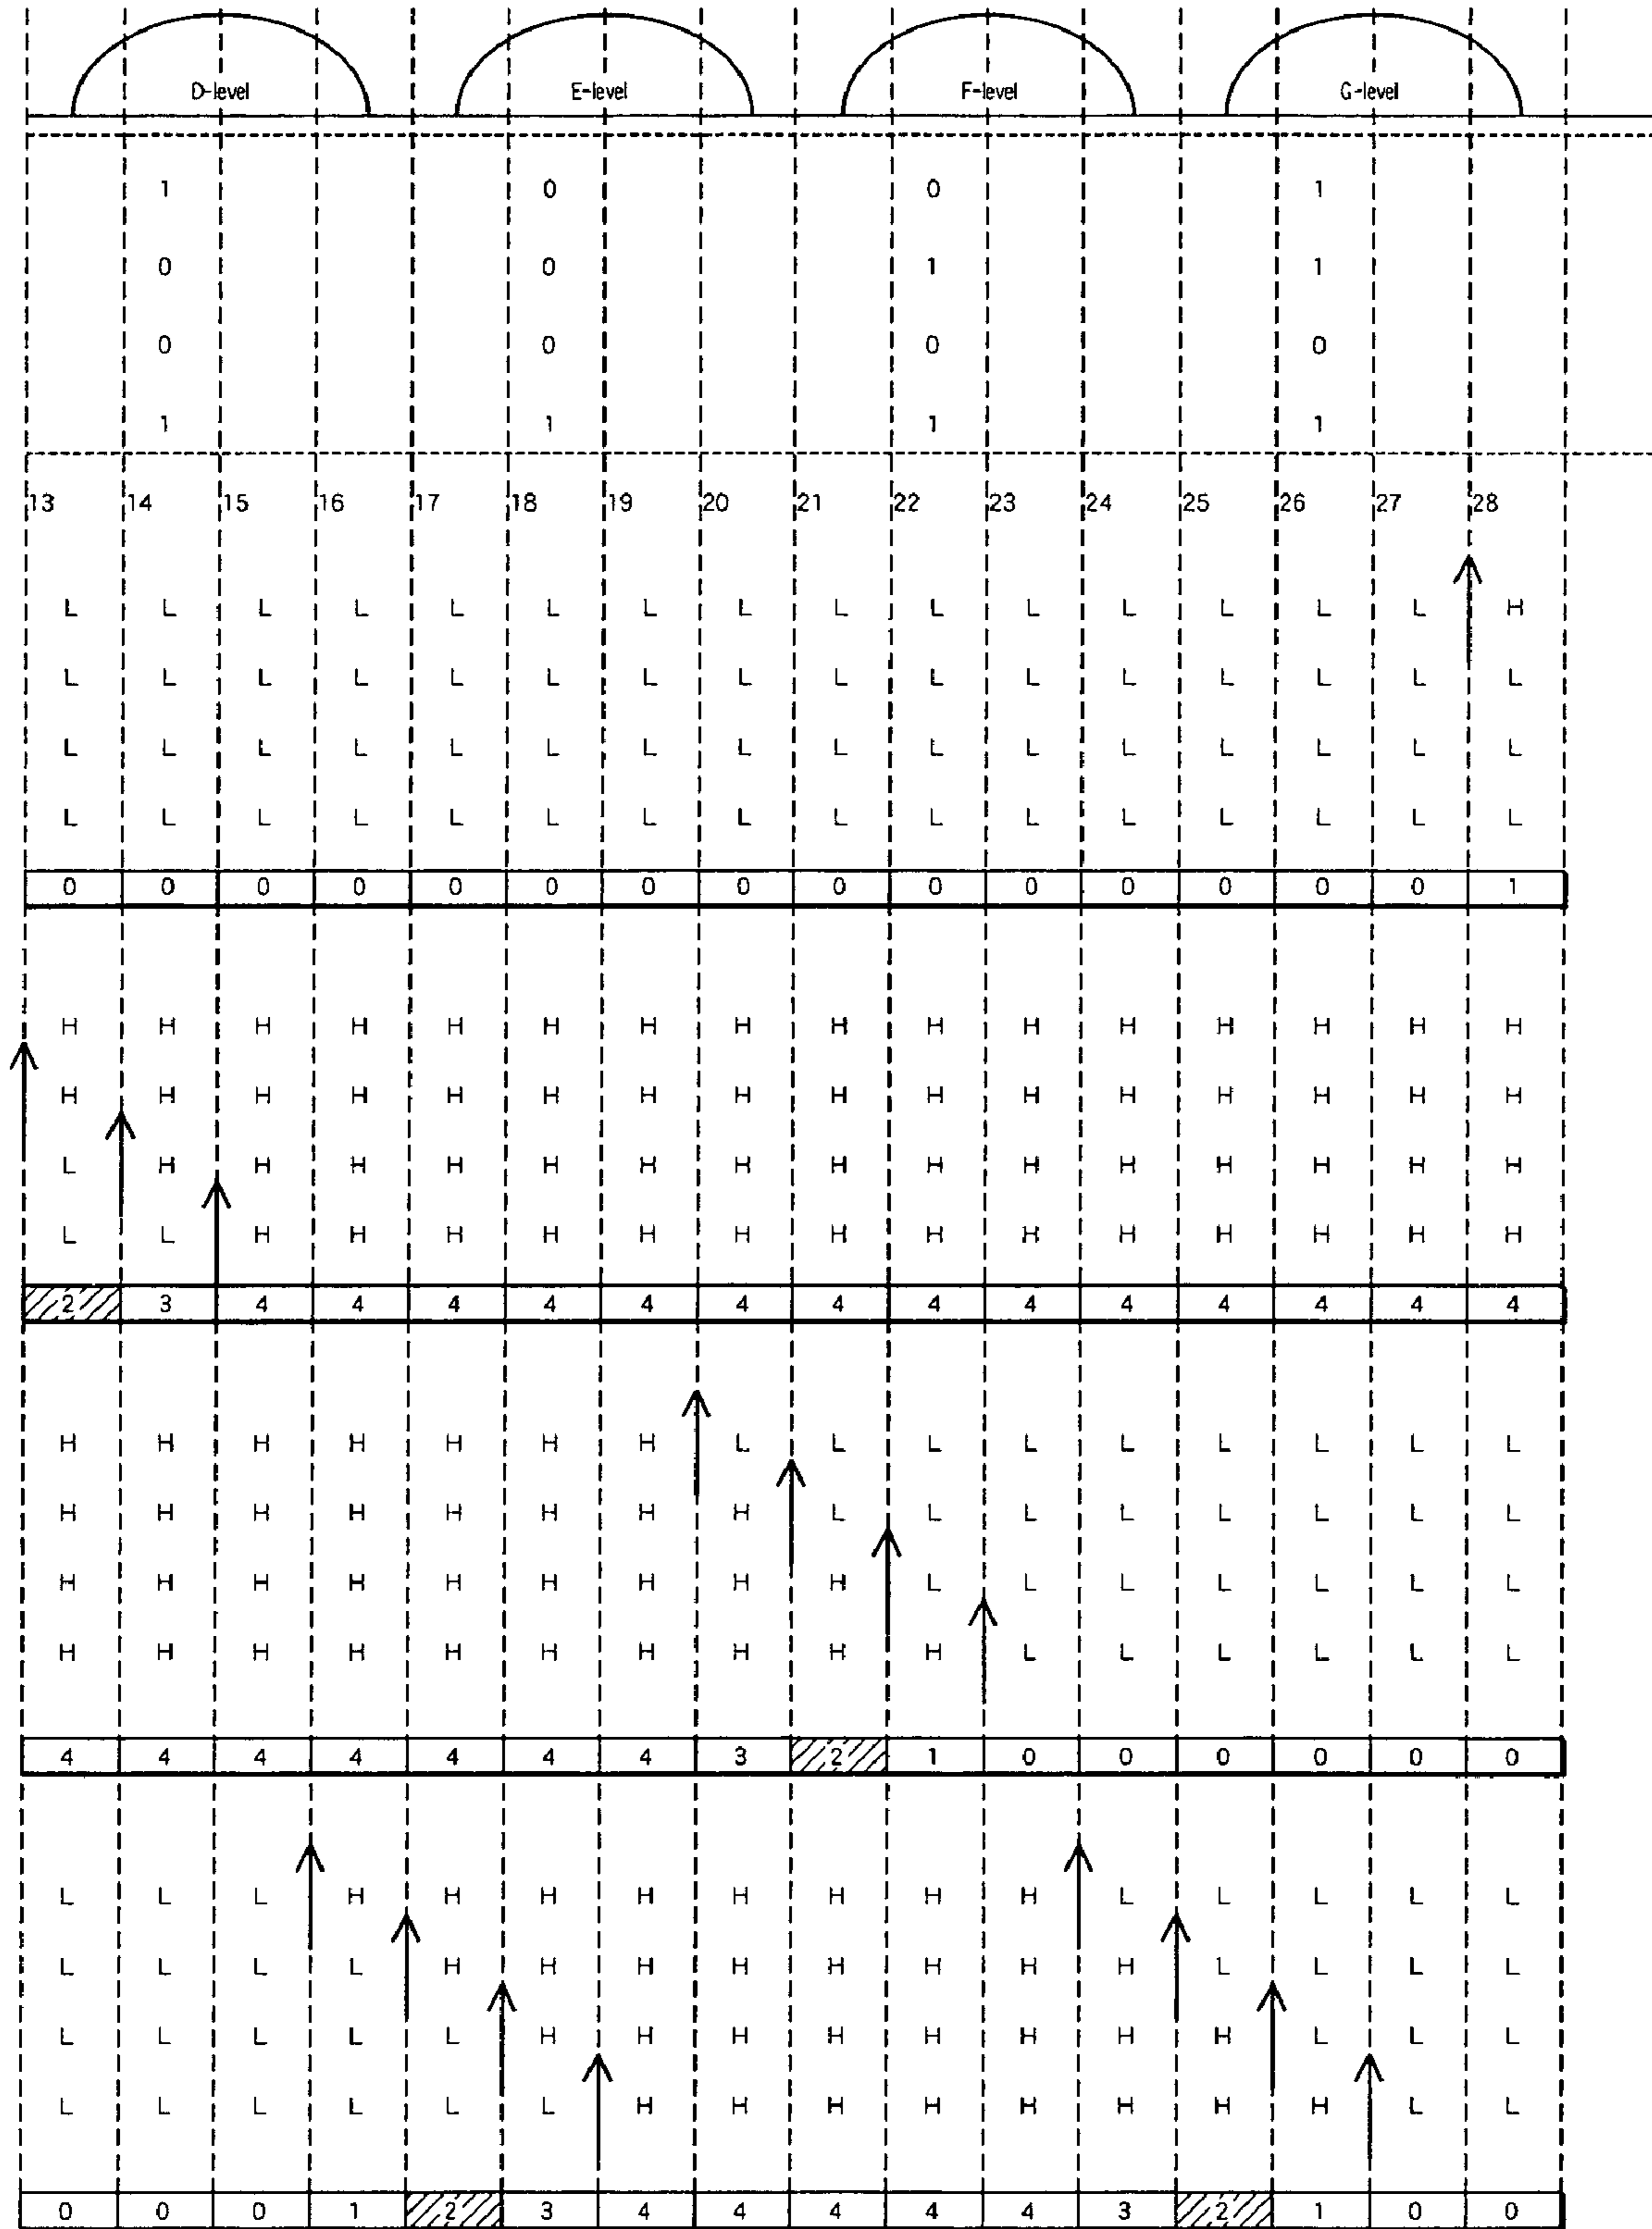 D-level E-level F-level G-level
1 0 0 1
0 0 1 1
0 0 0 0
1 1 1 1
13 14 15 16 17 18 19 20 21 22 23 24 25 26 27 28
L L L L L L L L L L L L L L L H
L L L L L L L L L L L L L L L L
L L L L L L L L L L L L L L L L
L L L L L L L L L L L L L L L L
0 0 0 0 0 0 0 0 0 0 0 0 0 0 0 1
H H H H H H H H H H H H H H H H
H H H H H H H H H H H H H H H H
L H H H H H H H H H H H H H H H
L L H H H H H H H H H H H H H H
2 3 4 4 4 4 4 4 4 4 4 4 4 4 4 4
H H H H H H H L L L L L L L L L
H H H H H H H H L L L L L L L L
H H H H H H H H H L L L L L L L
H H H H H H H H H H L L L L L L
4 4 4 4 4 4 4 3 2 1 0 0 0 0 0 0
L L L H H H H H H H H L L L L L
L L L L H H H H H H H H L L L L
L L L L L H H H H H H H H L L L
L L L L L L H H H H H H H H L L
0 0 0 1 2 3 4 4 4 4 4 3 2 1 0 0